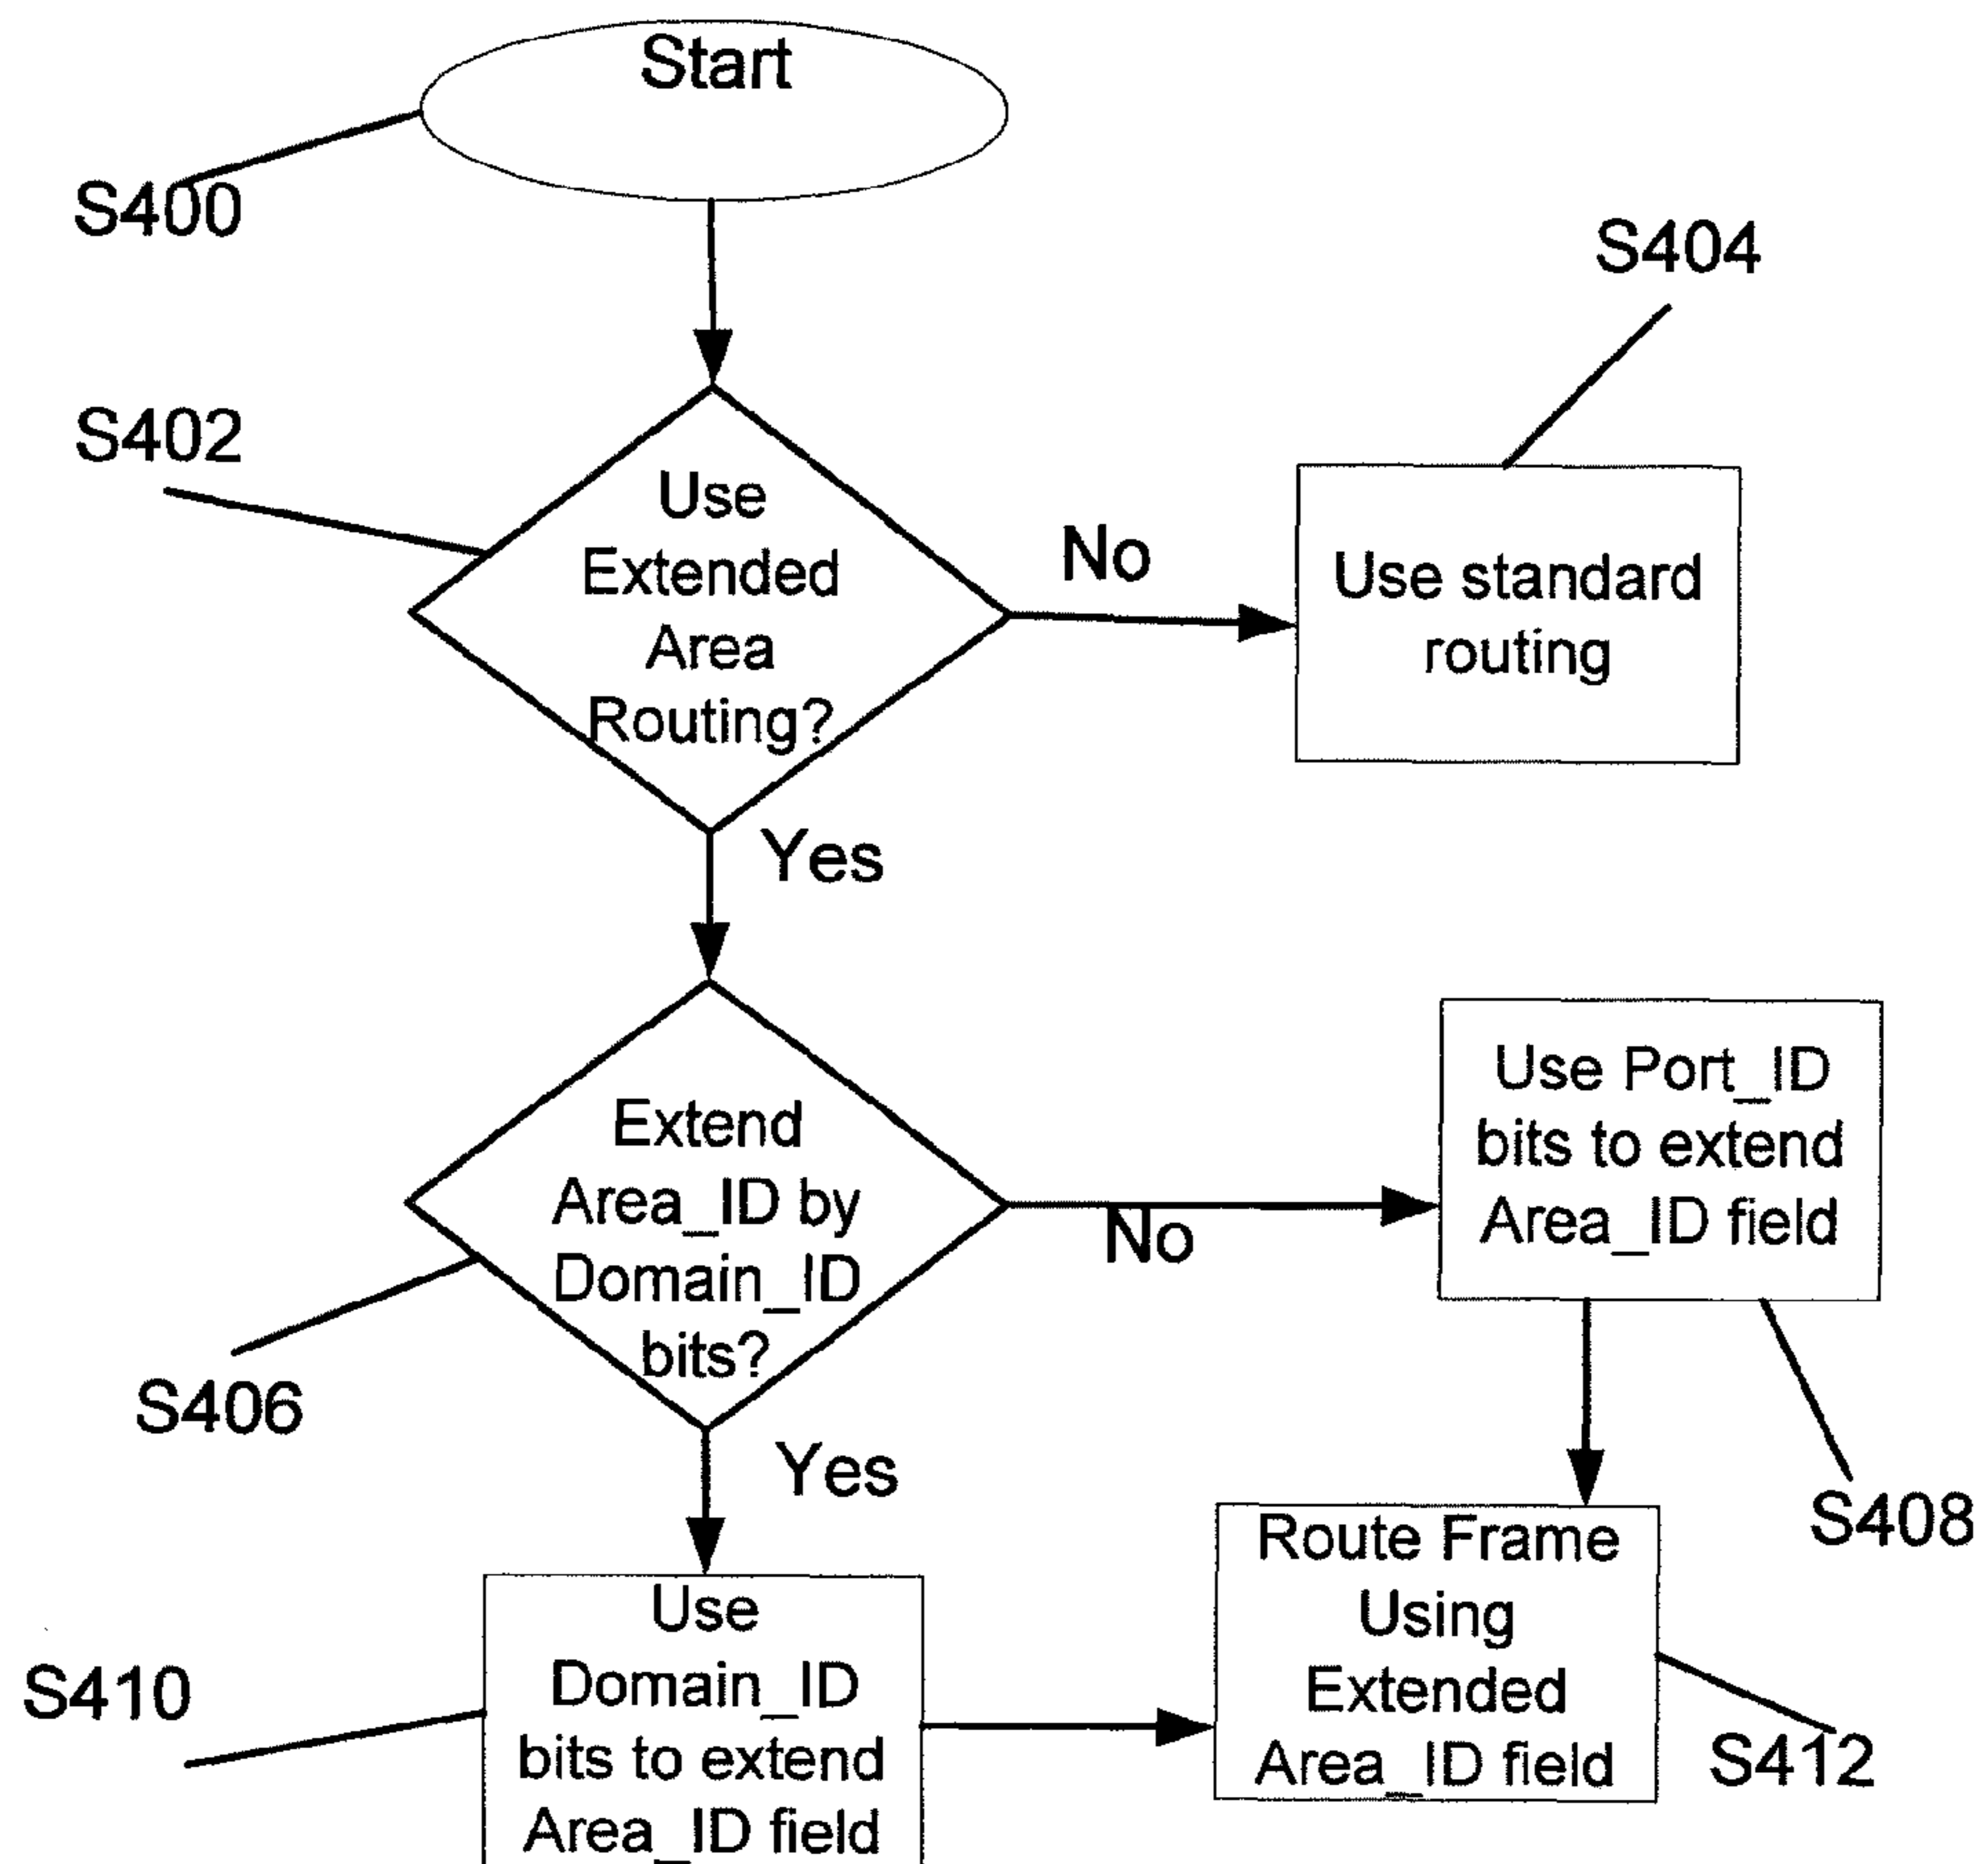 Start
S400
S404
S402
Use
Extended
Area
Routing?
No
Use standard
routing
Yes
Extend
Area_ID by
Domain_ID
bits?
No
Use Port_ID
bits to extend
Area_ID field
S406
Yes
S408
Use
Domain_ID
bits to extend
Area_ID field
S410
Route Frame
Using
Extended
Area_ID field
S412